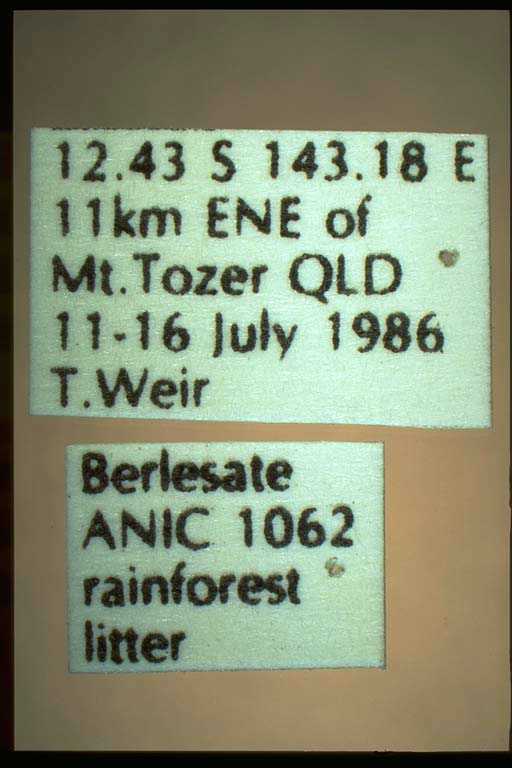 12.43 S 143.18 E
11km ENE of
Mt.Tozer QLD
11-16 July 1986
T.Weir
Berlesate
ANIC 1062
rainforest
litter